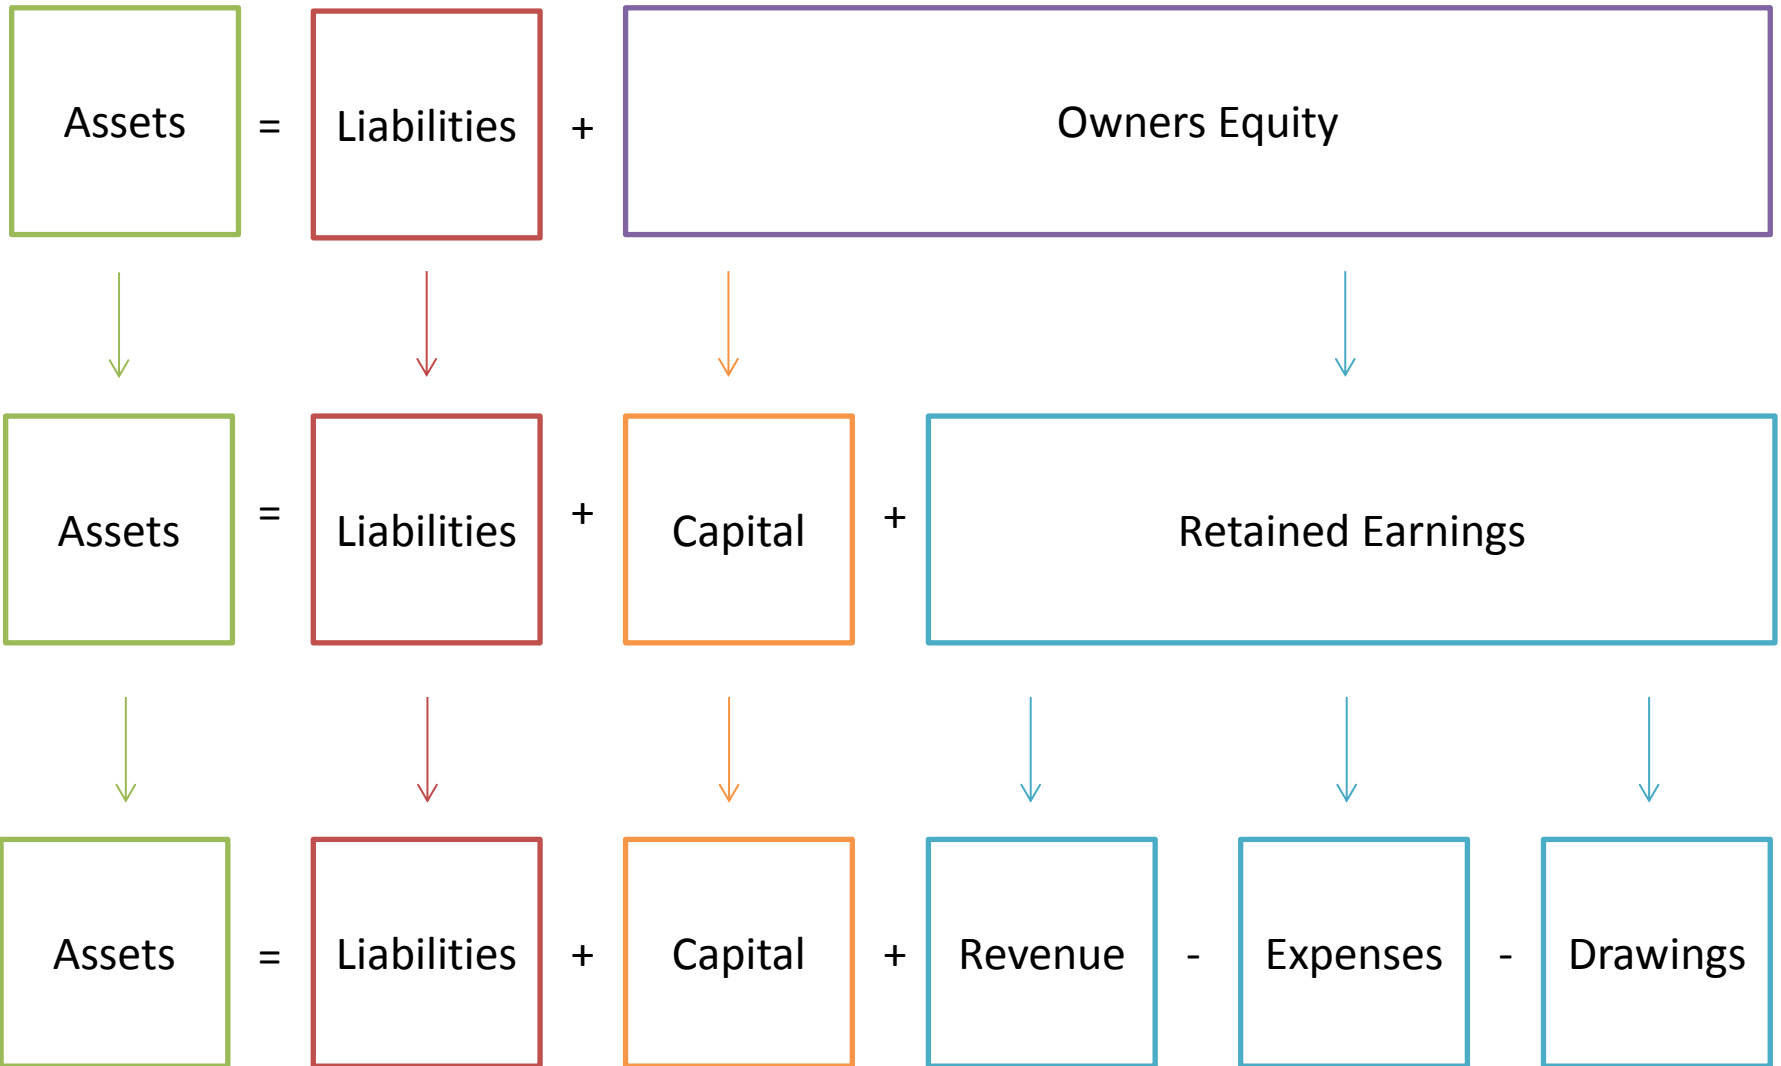 Assets = Liabilities + Owners Equity
Assets = Liabilities + Capital + Retained Earnings
Assets = Liabilities + Capital + Revenue - Expenses - Drawings